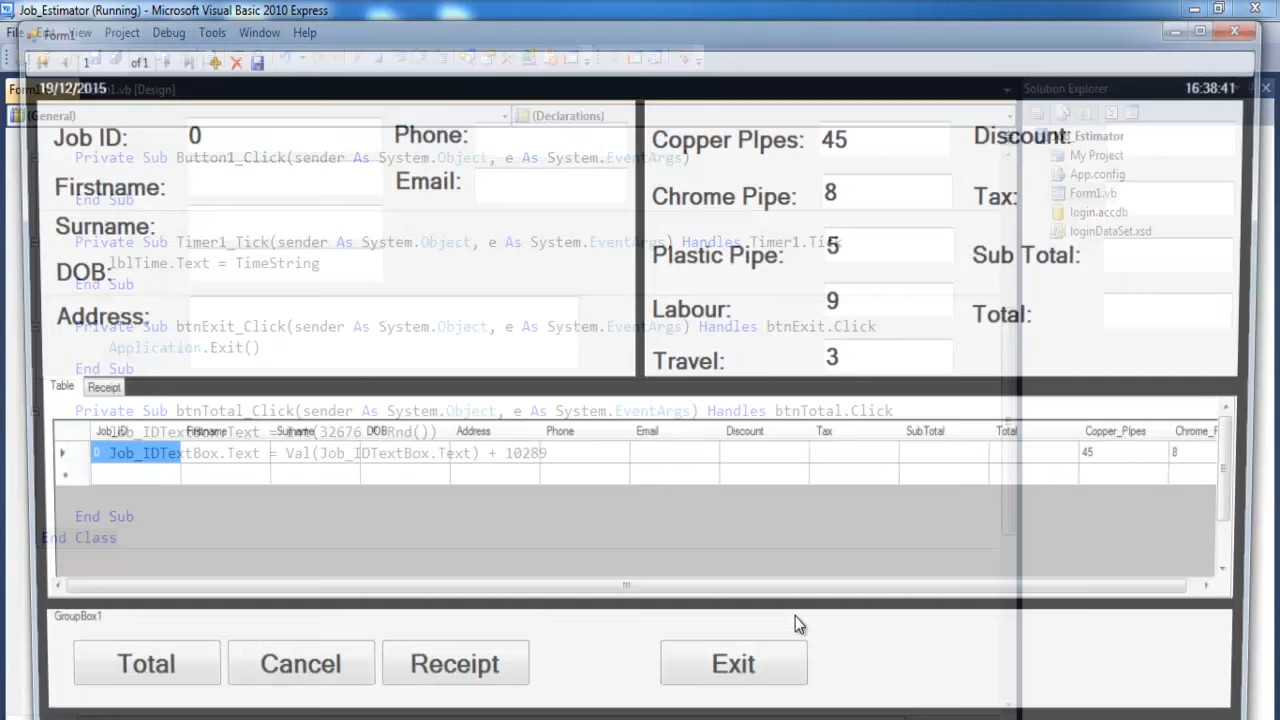 Job_Estimator (Running) - Microsoft Visual Basic 2010 Express
File Edit View Project Debug Tools Window Help
Form1
1 of 1
19/12/2015 Form1.vb [Design] Solution Explorer 16:38:41
(General) (Declarations)
Job ID: 0 Phone: Copper PIpes: 45 Discount:
Firstname: Email: Chrome Pipe: 8 Tax:
Surname: Plastic Pipe: 5 Sub Total:
DOB: Labour: 9 Total:
Address: Travel: 3
Job_Estimator
My Project
App.config
Form1.vb
login.accdb
loginDataSet.xsd
Private Sub Button1_Click(sender As System.Object, e As System.EventArgs)
End Sub
Private Sub Timer1_Tick(sender As System.Object, e As System.EventArgs) Handles Timer1.Tick
lblTime.Text = TimeString
End Sub
Private Sub btnExit_Click(sender As System.Object, e As System.EventArgs) Handles btnExit.Click
Application.Exit()
End Sub
Private Sub btnTotal_Click(sender As System.Object, e As System.EventArgs) Handles btnTotal.Click
Job_IDTextBox.Text = (32676 Rnd())
Job_IDTextBox.Text = Val(Job_IDTextBox.Text) + 10289
End Sub
End Class
Table Receipt
Job_ID Firstname Surname DOB Address Phone Email Discount Tax SubTotal Total Copper_PIpes
0 45 8
GroupBox1
Total Cancel Receipt Exit